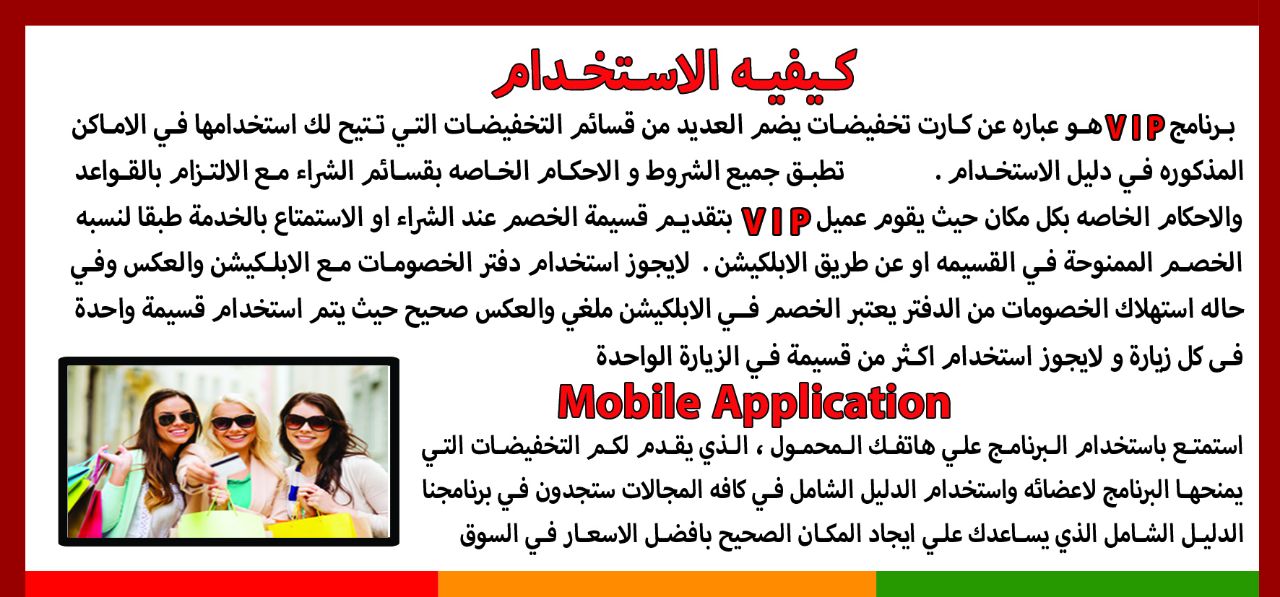 كيفيه الاستخدام
برنامج VIP هو عباره عن كارت تخفيضات يضم العديد من قسائم التخفيضات التي تتيح لك استخدامها في الاماكن
المذكوره في دليل الاستخدام . تطبق جميع الشروط و الاحكام الخاصه بقسائم الشراء مع الالتزام بالقواعد
والاحكام الخاصه بكل مكان حيث يقوم عميل VIP بتقديم قسيمة الخصم عند الشراء او الاستمتاع بالخدمة طبقا لنسبه
الخصم الممنوحة في القسيمه او عن طريق الابلكيشن . لايجوز استخدام دفتر الخصومات مع الابلكيشن والعكس وفي
حاله استهلاك الخصومات من الدفتر يعتبر الخصم في الابلكيشن ملغي والعكس صحيح حيث يتم استخدام قسيمة واحدة
فى كل زيارة و لايجوز استخدام اكثر من قسيمة في الزيارة الواحدة
Mobile Application
استمتع باستخدام البرنامج علي هاتفك المحمول ، الذي يقدم لكم التخفيضات التي
يمنحها البرنامج لاعضائه واستخدام الدليل الشامل في كافه المجالات ستجدون في برنامجنا
الدليل الشامل الذي يساعدك علي ايجاد المكان الصحيح بافضل الاسعار في السوق